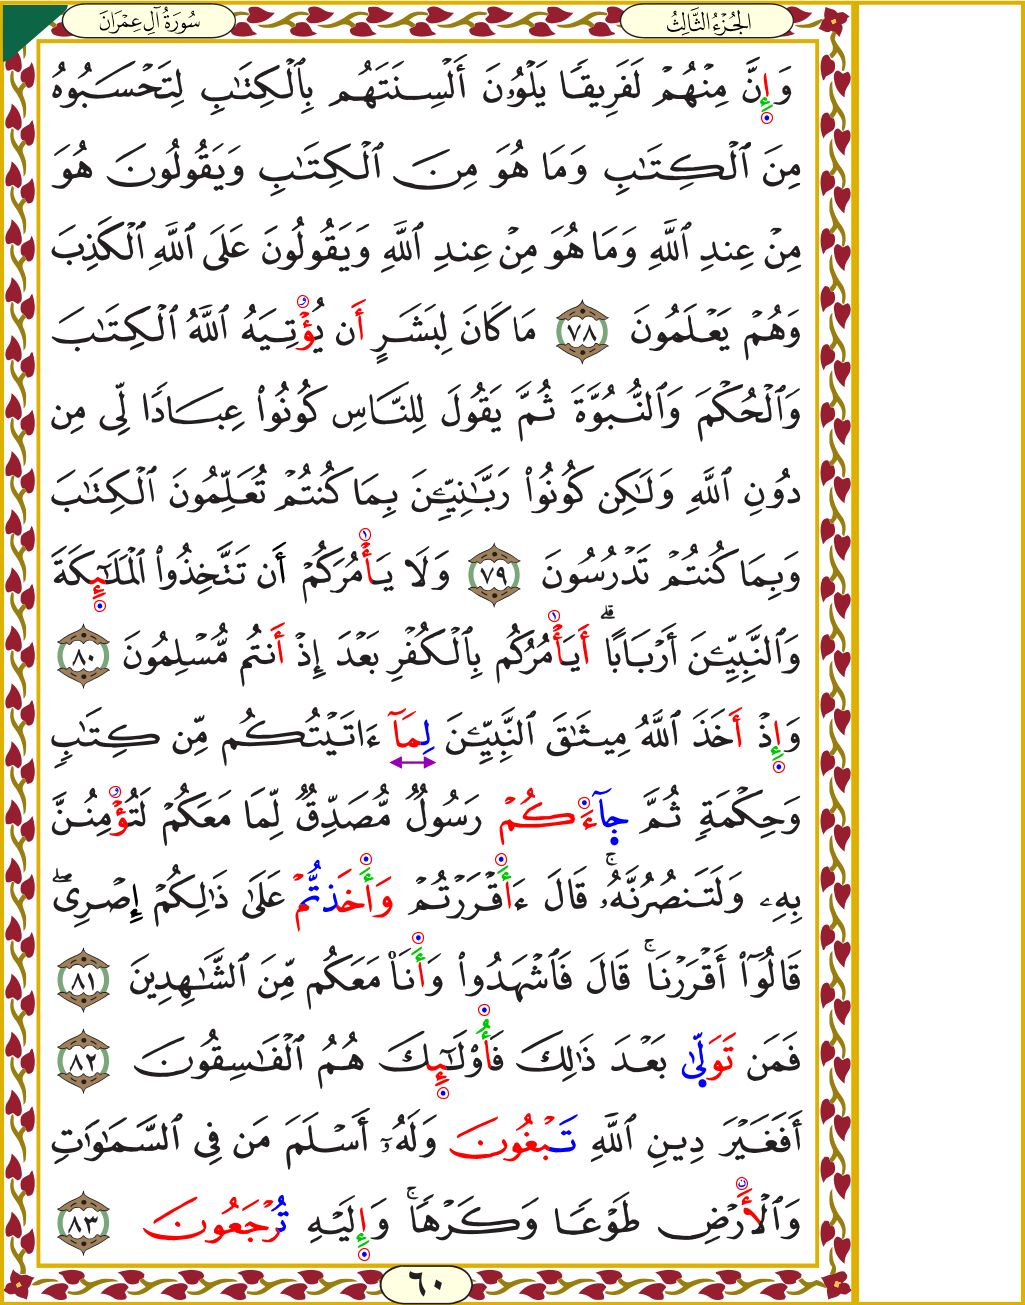 سُورَةُ آلِ عِمْرَانَ
الجُزْءُ الثَّالِثُ
وَإِنَّ مِنْهُمْ لَفَرِيقًا يَلْوُۥنَ أَلْسِنَتَهُم بِٱلْكِتَٰبِ لِتَحْسَبُوهُ
مِنَ ٱلْكِتَٰبِ وَمَا هُوَ مِنَ ٱلْكِتَٰبِ وَيَقُولُونَ هُوَ
مِنْ عِندِ ٱللَّهِ وَمَا هُوَ مِنْ عِندِ ٱللَّهِ وَيَقُولُونَ عَلَى ٱللَّهِ ٱلْكَذِبَ
وَهُمْ يَعْلَمُونَ ٧٨ مَا كَانَ لِبَشَرٍ أَن يُؤْتِيَهُ ٱللَّهُ ٱلْكِتَٰبَ
وَٱلْحُكْمَ وَٱلنُّبُوَّةَ ثُمَّ يَقُولَ لِلنَّاسِ كُونُوا۟ عِبَادًا لِّى مِن
دُونِ ٱللَّهِ وَلَٰكِن كُونُوا۟ رَبَّٰنِيِّـۧنَ بِمَا كُنتُمْ تُعَلِّمُونَ ٱلْكِتَٰبَ
وَبِمَا كُنتُمْ تَدْرُسُونَ ٧٩ وَلَا يَأْمُرَكُمْ أَن تَتَّخِذُوا۟ ٱلْمَلَٰٓئِكَةَ
وَٱلنَّبِيِّـۧنَ أَرْبَابًا ۗ أَيَأْمُرُكُم بِٱلْكُفْرِ بَعْدَ إِذْ أَنتُم مُّسْلِمُونَ ٨٠
وَإِذْ أَخَذَ ٱللَّهُ مِيثَٰقَ ٱلنَّبِيِّـۧنَ لِمَآ ءَاتَيْتُكُم مِّن كِتَٰبٍ
وَحِكْمَةٍ ثُمَّ جَآءَكُمْ رَسُولٌ مُّصَدِّقٌ لِّمَا مَعَكُمْ لَتُؤْمِنُنَّ
بِهِۦ وَلَتَنصُرُنَّهُۥ ۚ قَالَ ءَأَقْرَرْتُمْ وَأَخَذتُّمْ عَلَىٰ ذَٰلِكُمْ إِصْرِى ۖ
قَالُوٓا۟ أَقْرَرْنَا ۚ قَالَ فَٱشْهَدُوا۟ وَأَنَا۠ مَعَكُم مِّنَ ٱلشَّٰهِدِينَ ٨١
فَمَن تَوَلَّىٰ بَعْدَ ذَٰلِكَ فَأُو۟لَٰٓئِكَ هُمُ ٱلْفَٰسِقُونَ ٨٢
أَفَغَيْرَ دِينِ ٱللَّهِ تَبْغُونَ وَلَهُۥٓ أَسْلَمَ مَن فِى ٱلسَّمَٰوَٰتِ
وَٱلْأَرْضِ طَوْعًا وَكَرْهًا ۚ وَإِلَيْهِ تُرْجَعُونَ ٨٣
٦٠